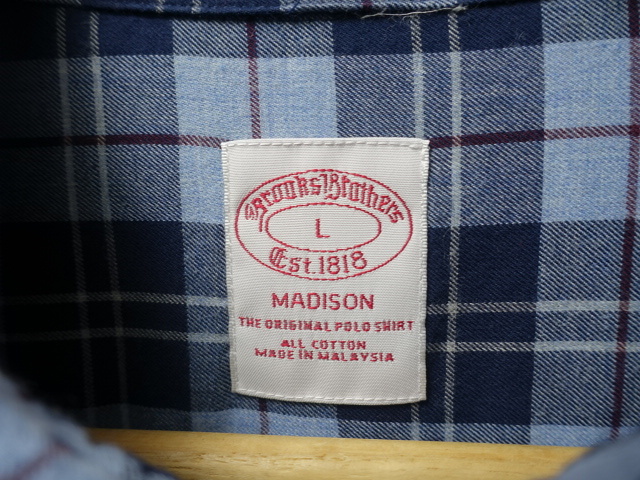 Brooks Brothers
L
Est. 1818
MADISON
THE ORIGINAL POLO SHIRT
ALL COTTON
MADE IN MALAYSIA